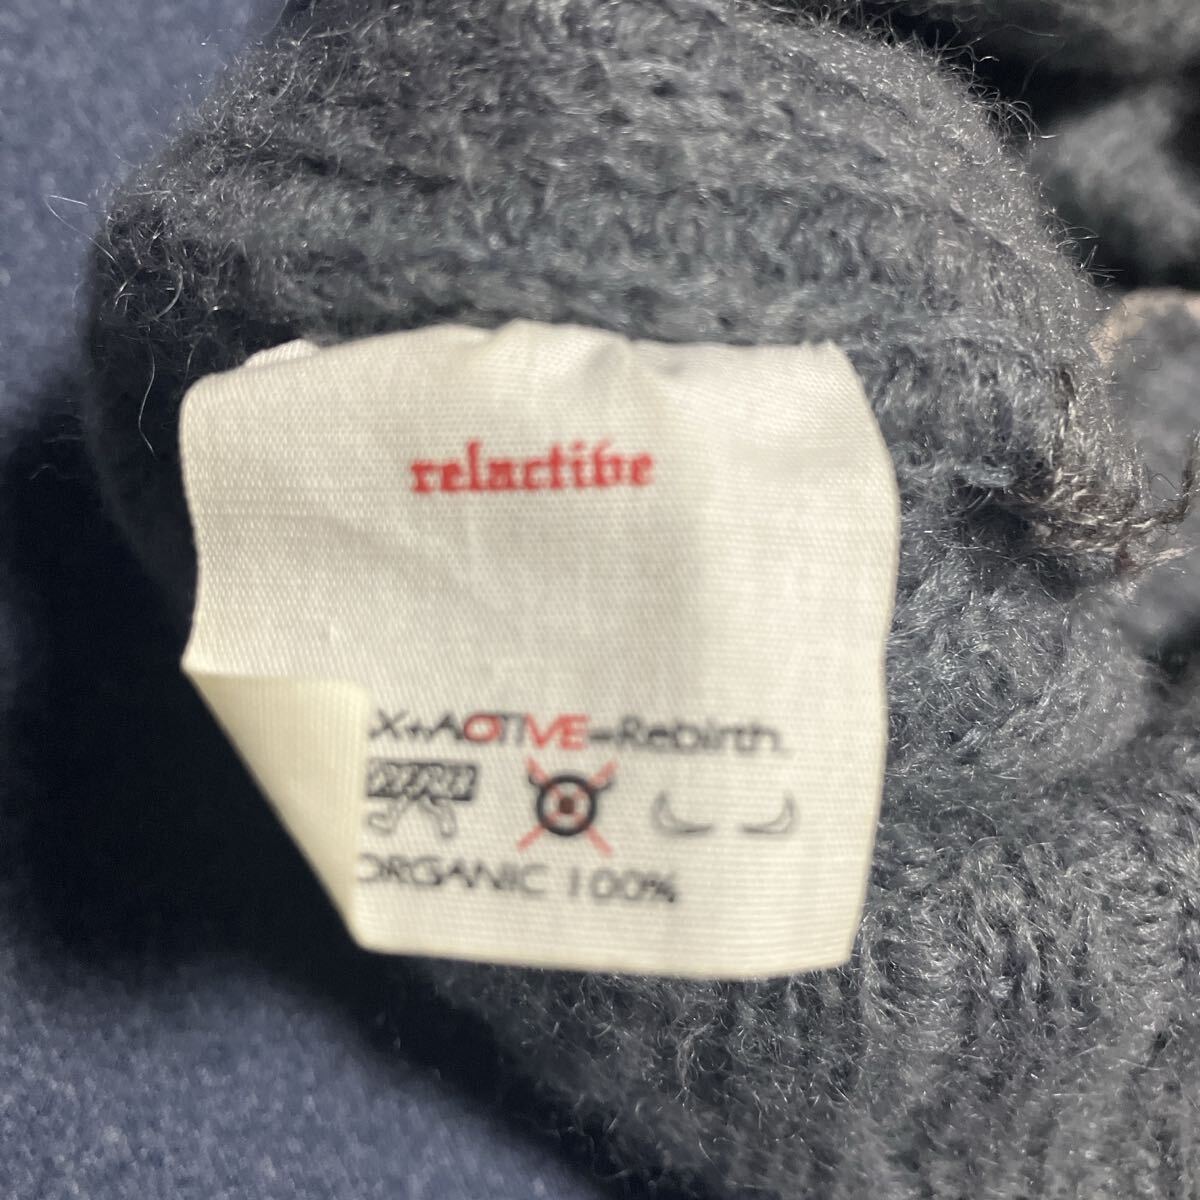 relactive
X+ACTIVE=Rebirth.
ORGANIC 100%